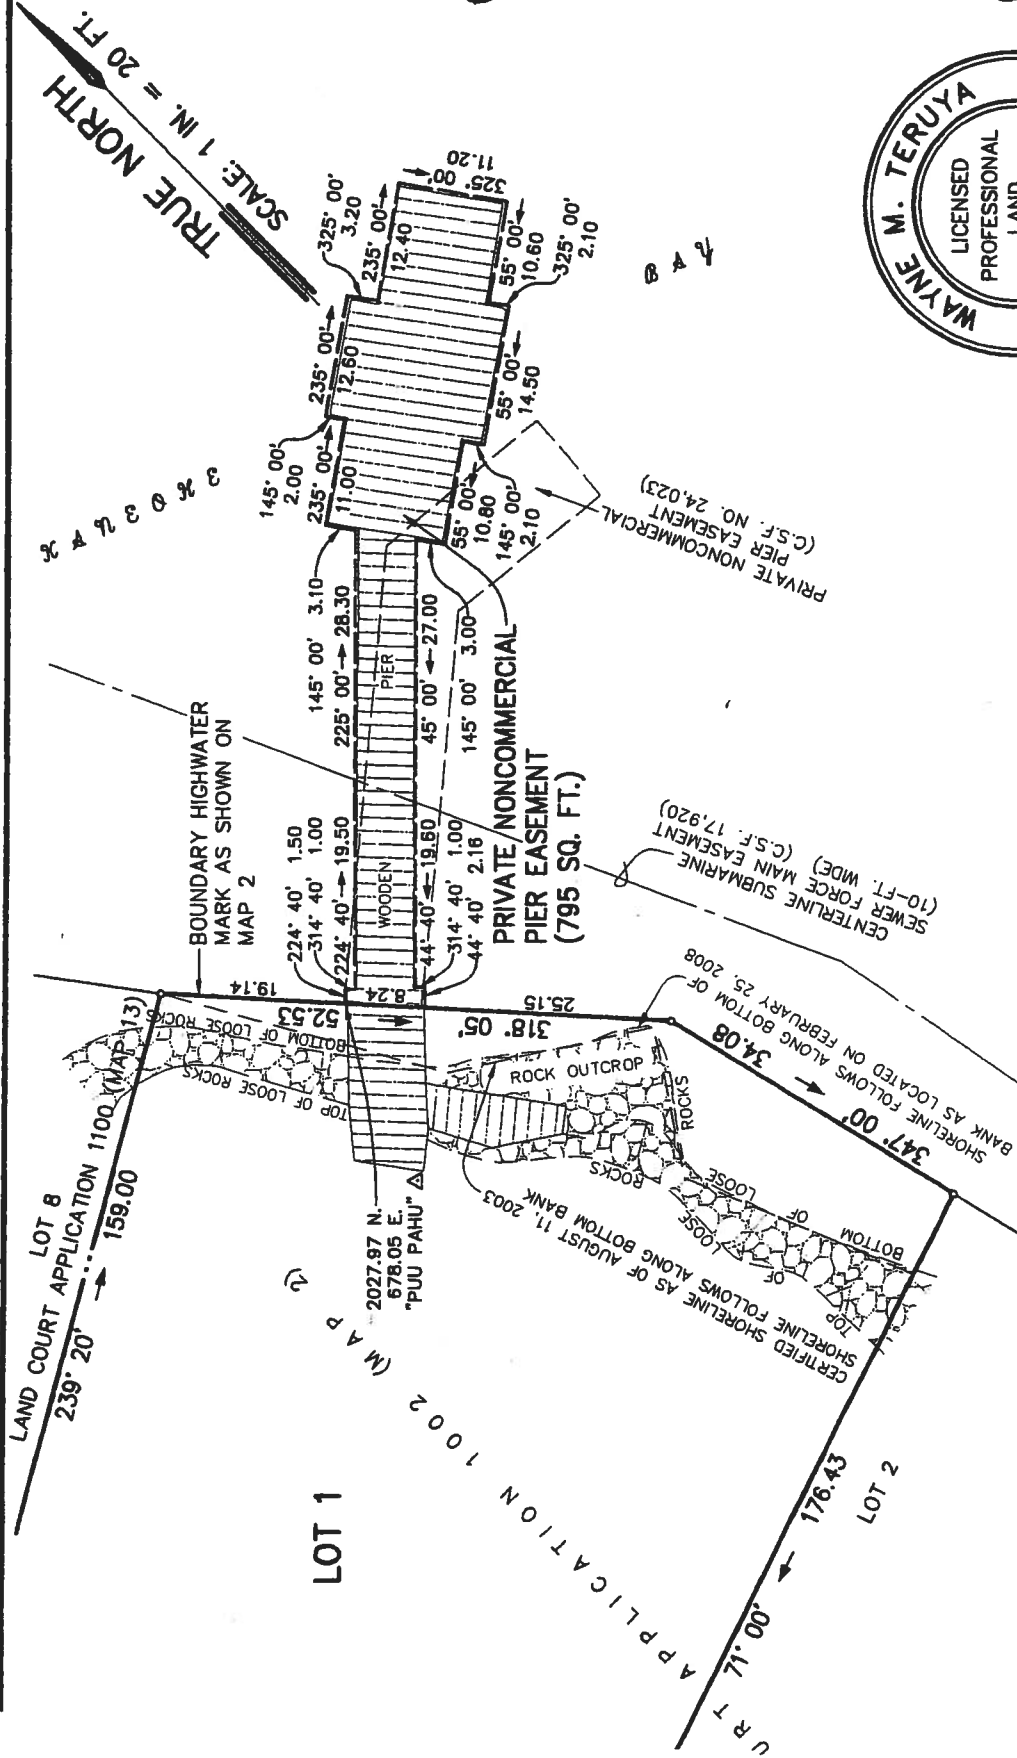 TRUE NORTH
SCALE: 1 IN. = 20 FT.
WAYNE M. TERUYA
LICENSED
PROFESSIONAL
LAND
KANEOHE
BAY
325° 00'
3.20
235° 00'
12.40
325° 00'
11.20
55° 00'
10.60
325° 00'
2.10
235° 00'
12.60
55° 00'
14.50
145° 00'
2.00
235° 00'
11.00
55° 00'
10.80
145° 00'
2.10
PRIVATE NONCOMMERCIAL
PIER EASEMENT
(C.S.F. NO. 24,023)
145° 00' 3.10
225° 00' 28.30
PIER
45° 00' 27.00
145° 00' 3.00
PRIVATE NONCOMMERCIAL
PIER EASEMENT
(795 SQ. FT.)
BOUNDARY HIGHWATER
MARK AS SHOWN ON
MAP 2
224° 40' 1.50
314° 40' 1.00
224° 40' 19.50
WOODEN
44° 40' 19.60
314° 40' 1.00
44° 40' 2.16
CENTERLINE SUBMARINE
SEWER FORCE MAIN EASEMENT
(10-FT. WIDE) (C.S.F. 17,920)
19.14
8.24
25.15
52.53
318° 05'
BOTTOM OF LOOSE ROCKS
TOP OF LOOSE ROCKS
ROCK OUTCROP
ROCKS
ROCKS
34.08
347° 00'
SHORELINE FOLLOWS ALONG BOTTOM OF
BANK AS LOCATED ON FEBRUARY 25, 2008
LOT 8
LAND COURT APPLICATION 1100 (MAP 13)
239° 20'
159.00
2027.97 N.
678.05 E.
"PUU PAHU"
CERTIFIED SHORELINE AS OF AUGUST 11, 2003
SHORELINE FOLLOWS ALONG BOTTOM BANK
BOTTOM OF LOOSE
TOP OF LOOSE
LOT 1
URT APPLICATION 1002 (MAP 2)
71° 00'
176.43
LOT 2